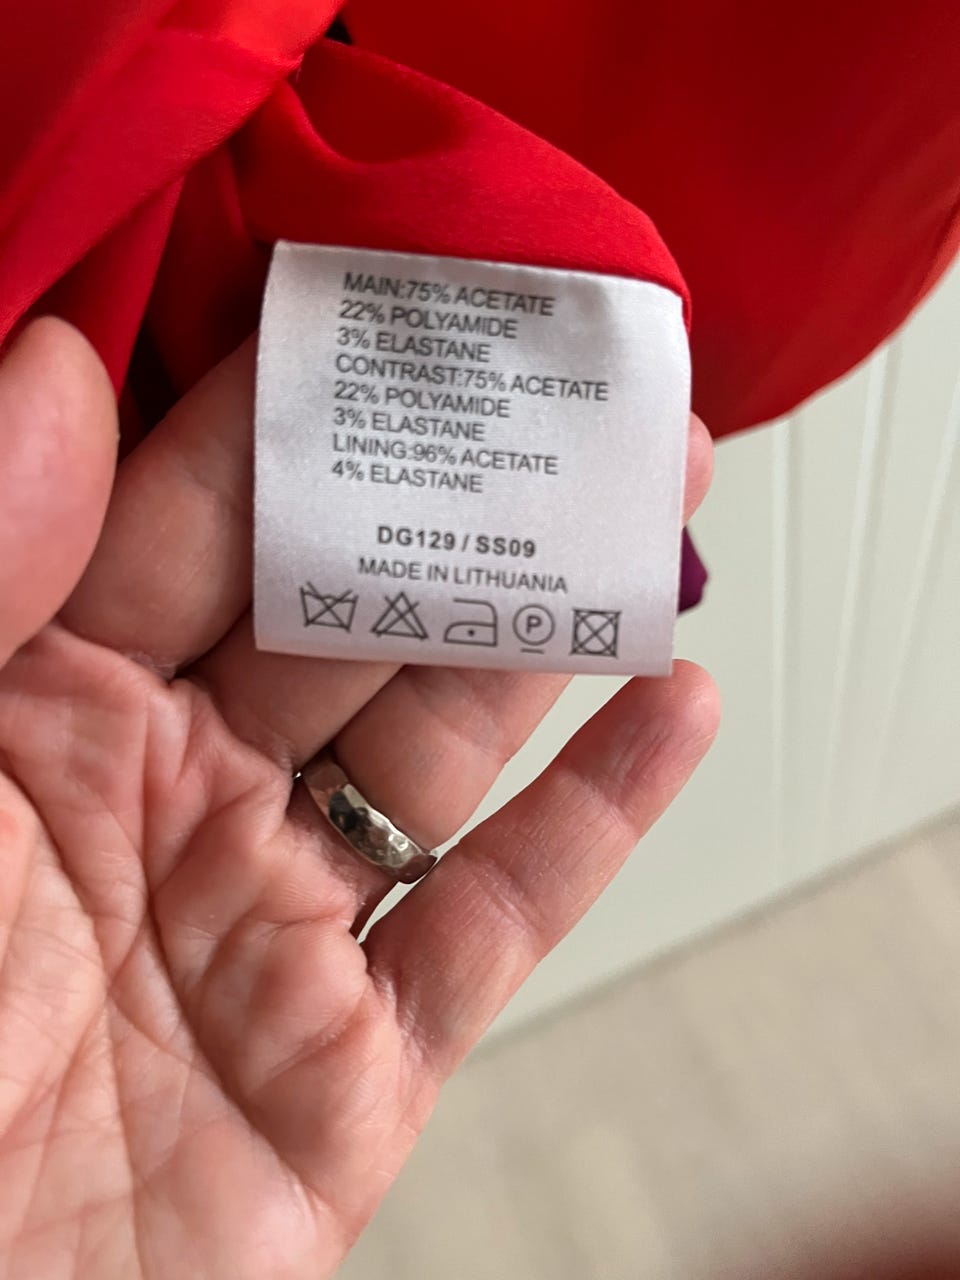 MAIN:75% ACETATE
22% POLYAMIDE
3% ELASTANE
CONTRAST:75% ACETATE
22% POLYAMIDE
3% ELASTANE
LINING:96% ACETATE
4% ELASTANE
DG129 / SS09
MADE IN LITHUANIA
P